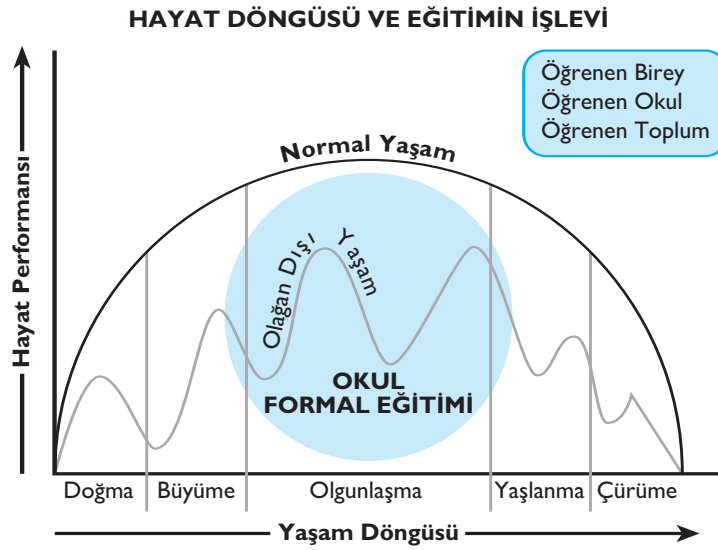 HAYAT DÖNGÜSÜ VE EĞİTİMİN İŞLEVİ
Öğrenen Birey
Öğrenen Okul
Öğrenen Toplum
Normal Yaşam
Hayat Performansı
Olağan Dışı Yaşam
OKUL
FORMAL EĞİTİMİ
Doğma Büyüme Olgunlaşma Yaşlanma Çürüme
Yaşam Döngüsü